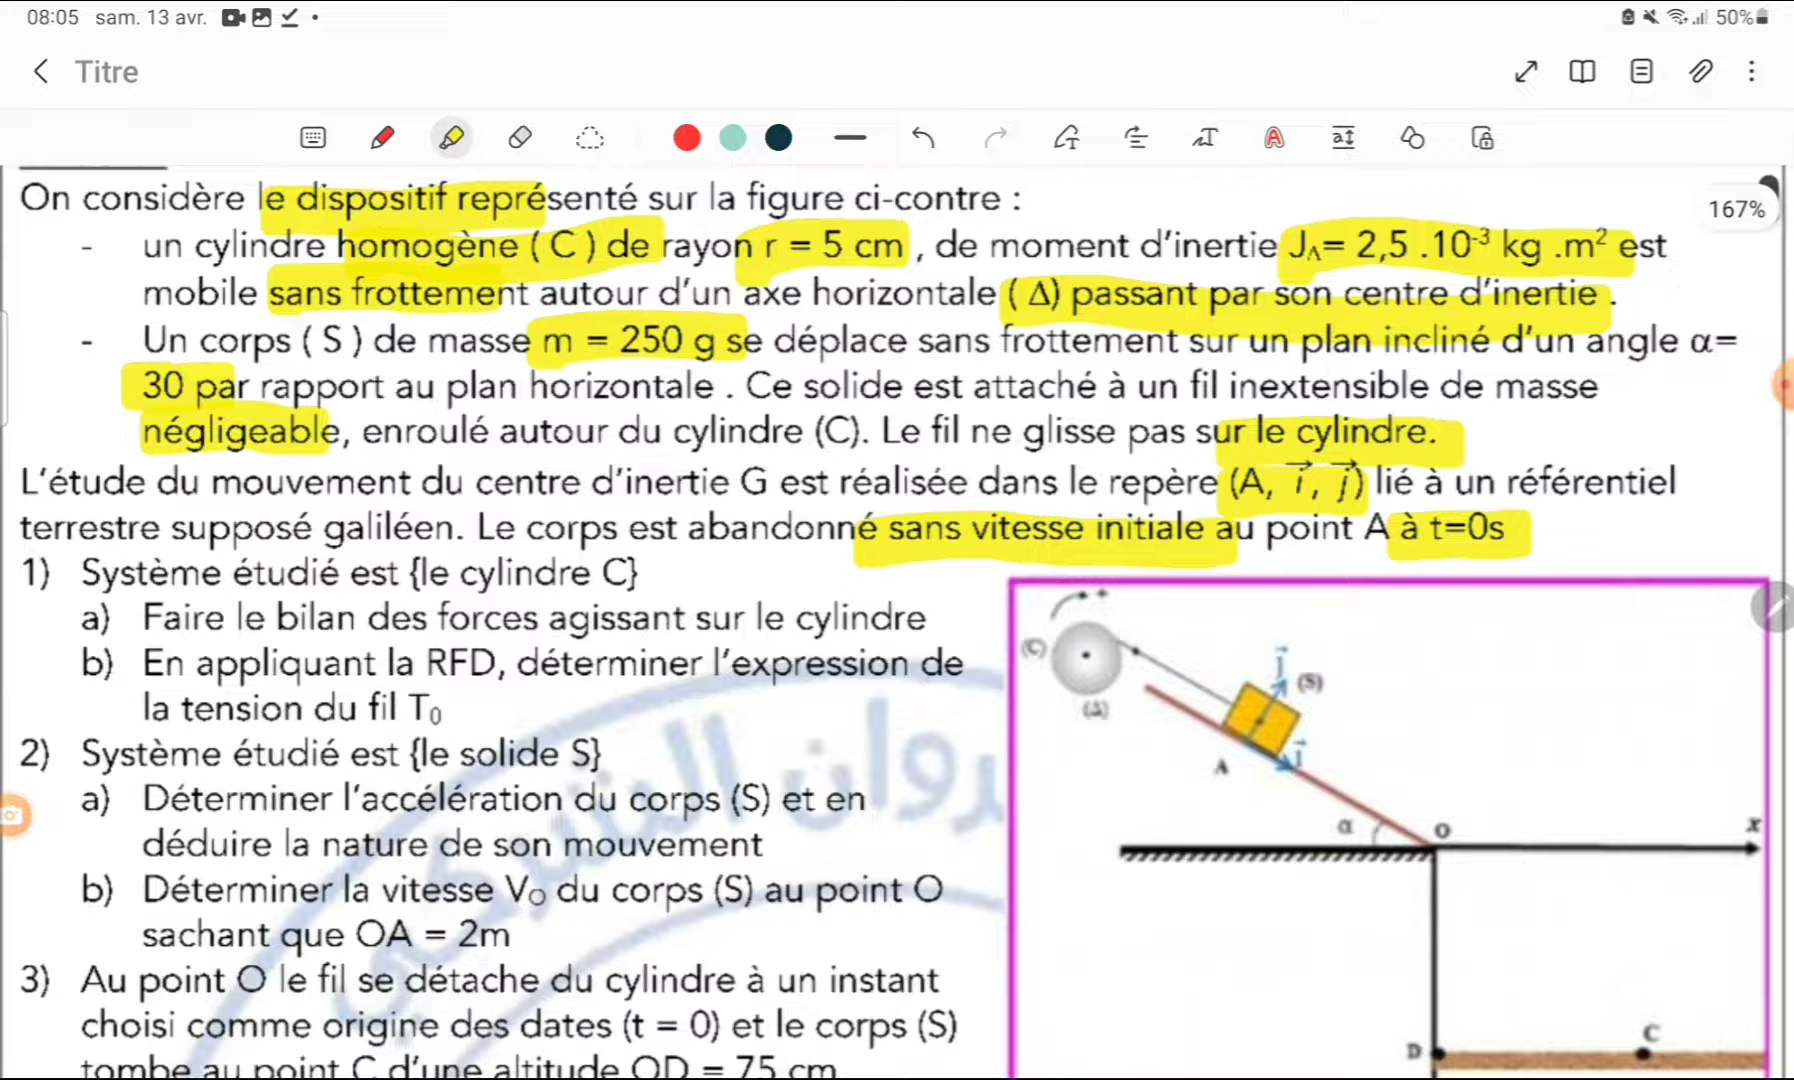 08:05 sam. 13 avr.
50%
Titre
167%
On considère le dispositif représenté sur la figure ci-contre :
- un cylindre homogène ( C ) de rayon r = 5 cm , de moment d’inertie J∆= 2,5 .10⁻³ kg .m² est
mobile sans frottement autour d’un axe horizontale ( ∆) passant par son centre d’inertie .
- Un corps ( S ) de masse m = 250 g se déplace sans frottement sur un plan incliné d’un angle α=
30 par rapport au plan horizontale . Ce solide est attaché à un fil inextensible de masse
négligeable, enroulé autour du cylindre (C). Le fil ne glisse pas sur le cylindre.
L’étude du mouvement du centre d’inertie G est réalisée dans le repère (A, i⃗, j⃗) lié à un référentiel
terrestre supposé galiléen. Le corps est abandonné sans vitesse initiale au point A à t=0s
1) Système étudié est {le cylindre C}
a) Faire le bilan des forces agissant sur le cylindre
b) En appliquant la RFD, déterminer l’expression de
la tension du fil T₀
2) Système étudié est {le solide S}
a) Déterminer l’accélération du corps (S) et en
déduire la nature de son mouvement
b) Déterminer la vitesse V₀ du corps (S) au point O
sachant que OA = 2m
3) Au point O le fil se détache du cylindre à un instant
choisi comme origine des dates (t = 0) et le corps (S)
tombe au point C d’une altitude OD = 75 cm
+
(C)
(∆)
j⃗
(S)
i⃗
A
α
O
x
D
C